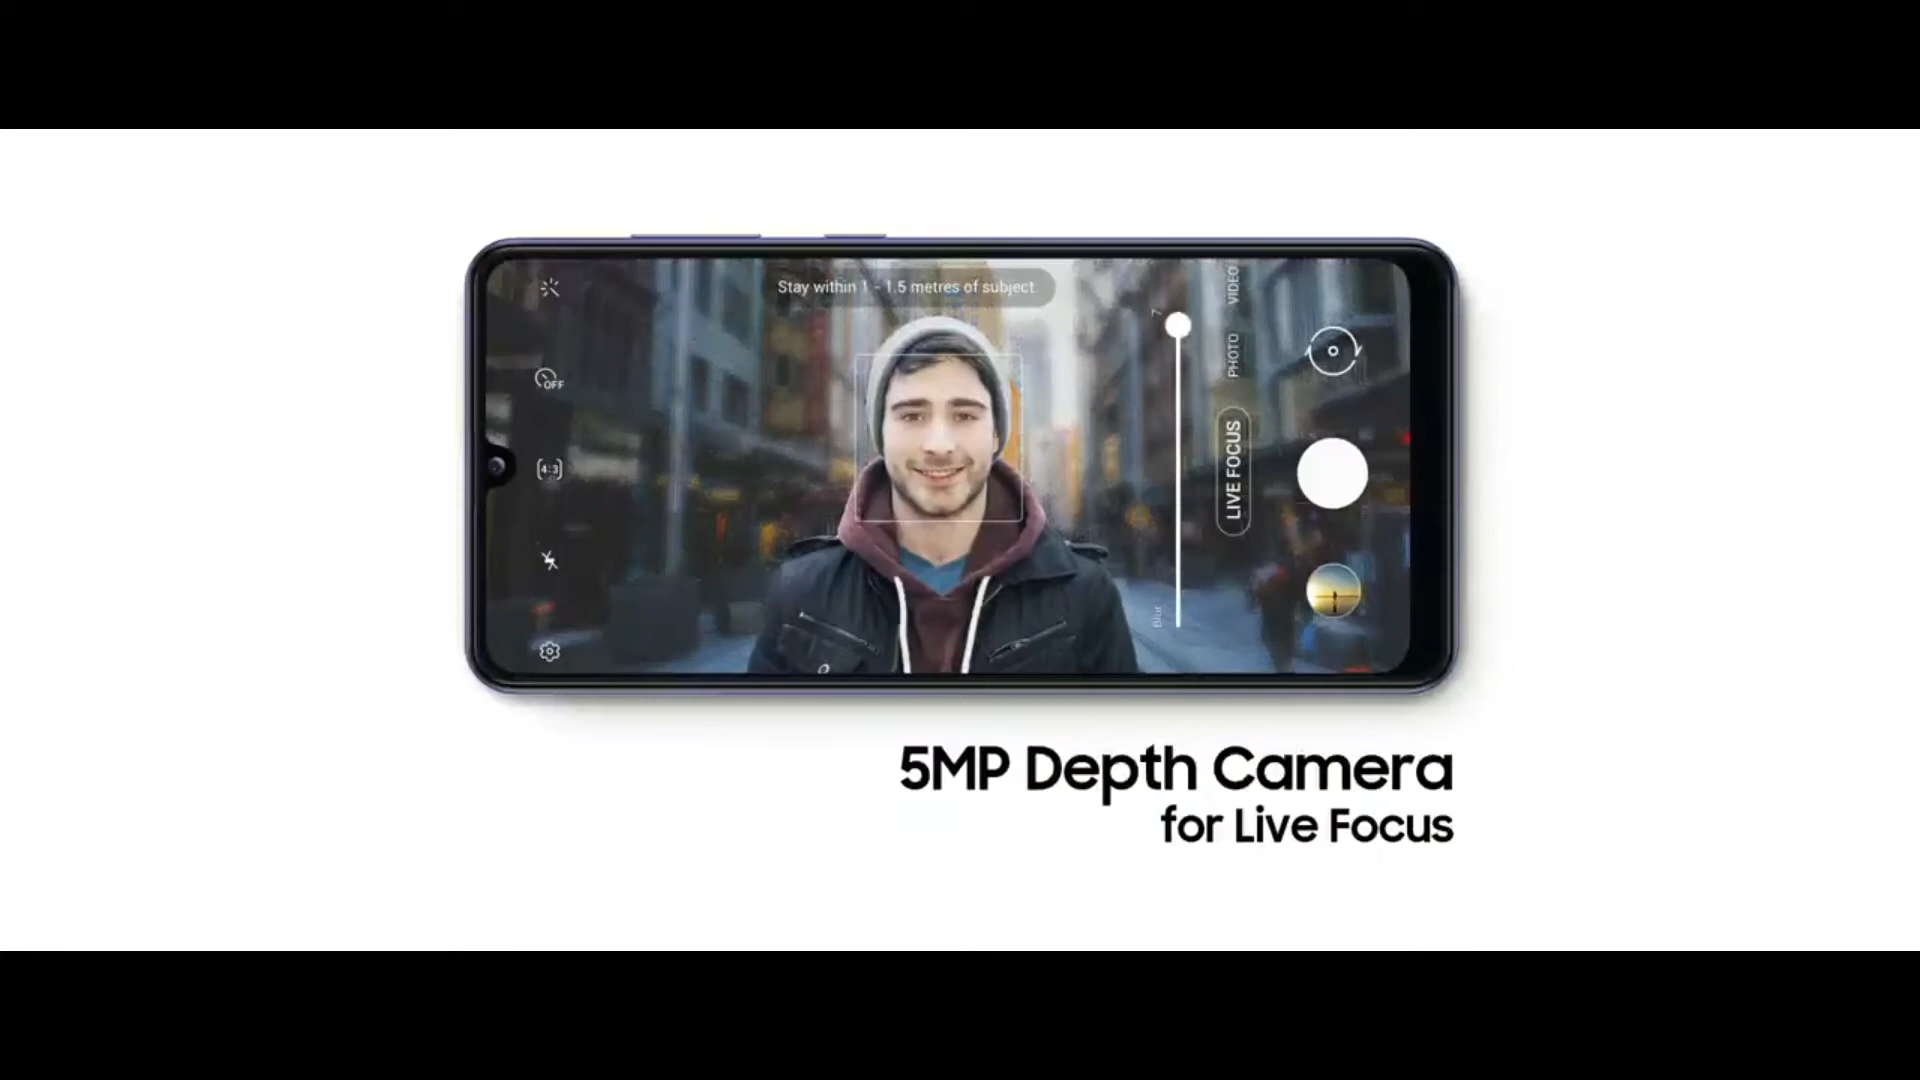 Stay within 1 - 1.5 metres of subject.
OFF
4:3
7
Blur
VIDEO
PHOTO
LIVE FOCUS
5MP Depth Camera
for Live Focus